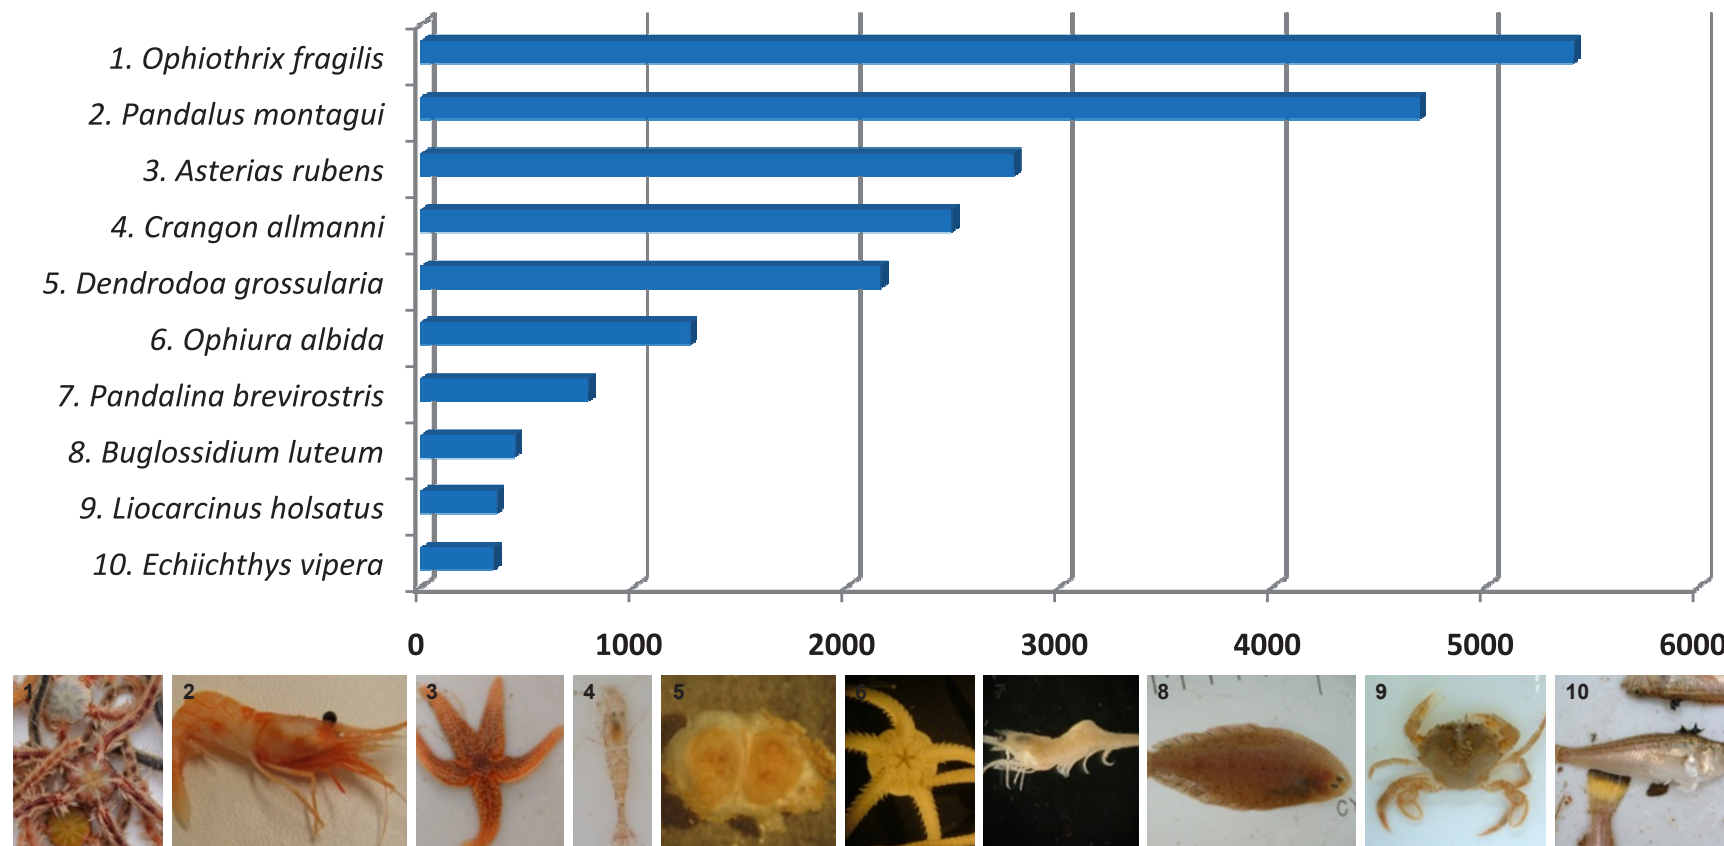 1. Ophiothrix fragilis
2. Pandalus montagui
3. Asterias rubens
4. Crangon allmanni
5. Dendrodoa grossularia
6. Ophiura albida
7. Pandalina brevirostris
8. Buglossidium luteum
9. Liocarcinus holsatus
10. Echiichthys vipera
0 1000 2000 3000 4000 5000 6000
1 2 3 4 5 6 7 8 9 10